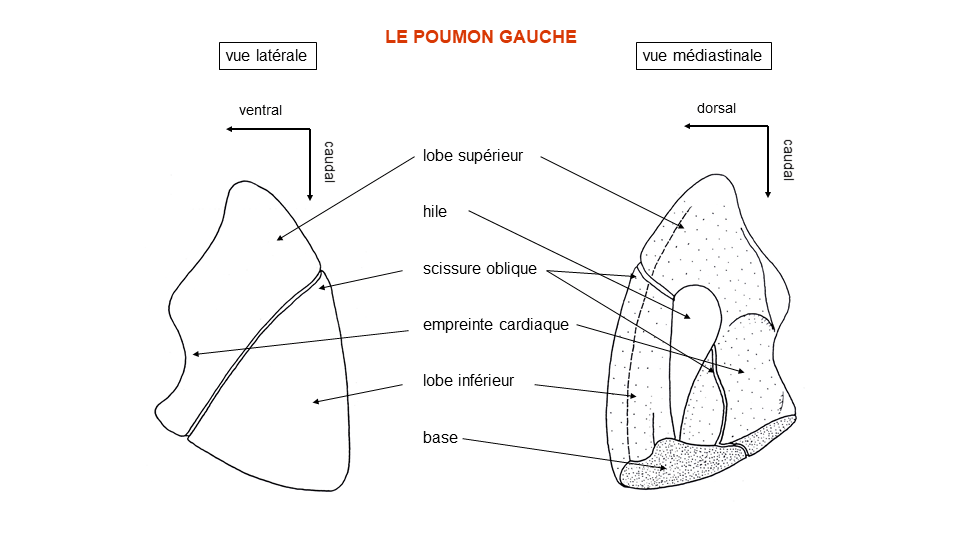 LE POUMON GAUCHE
vue latérale
vue médiastinale
ventral
dorsal
caudal
caudal
lobe supérieur
hile
scissure oblique
empreinte cardiaque
lobe inférieur
base